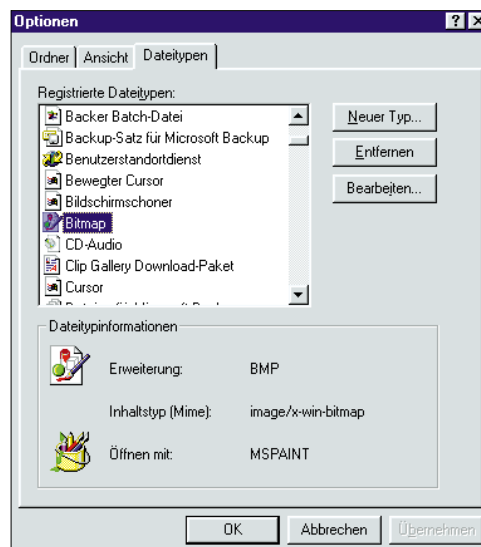 Optionen
Ordner Ansicht Dateitypen
Registrierte Dateitypen:
Backer Batch-Datei
Backup-Satz für Microsoft Backup
Benutzerstandortdienst
Bewegter Cursor
Bildschirmschoner
Bitmap
CD-Audio
Clip Gallery Download-Paket
Cursor
Neuer Typ...
Entfernen
Bearbeiten...
Dateitypinformationen
Erweiterung: BMP
Inhaltstyp (Mime): image/x-win-bitmap
Öffnen mit: MSPAINT
OK Abbrechen Übernehmen